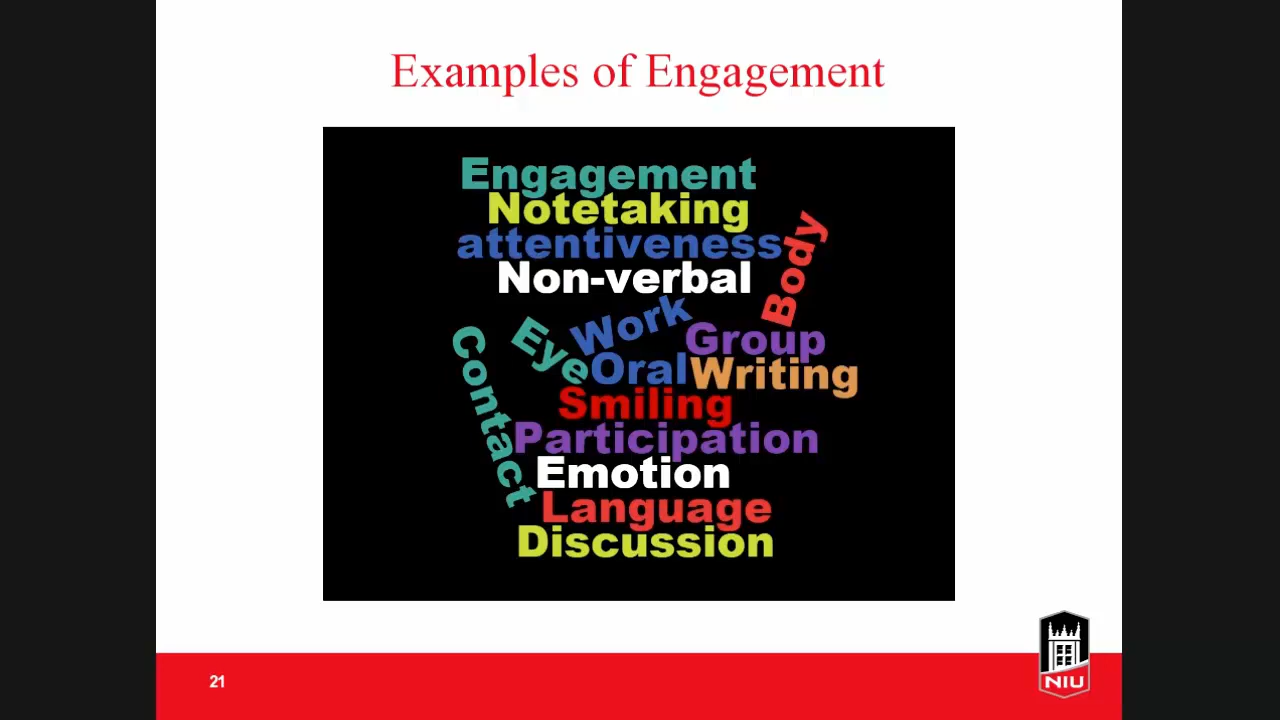 Examples of Engagement
Engagement
Notetaking
attentiveness
Non-verbal
Body
Work
Eye
Group
Contact
Oral
Writing
Smiling
Participation
Emotion
Language
Discussion
21
NIU